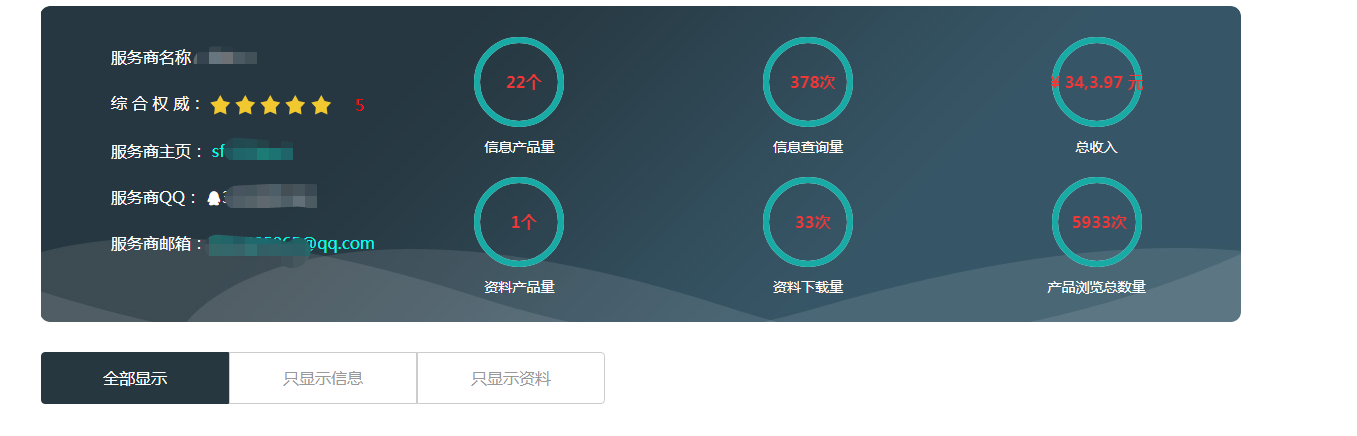 服务商名称
综 合 权 威： 5
服务商主页： sf
服务商QQ：
服务商邮箱： @qq.com
22个
378次
¥ 34,3.97 元
信息产品量
信息查询量
总收入
1个
33次
5933次
资料产品量
资料下载量
产品浏览总数量
全部显示
只显示信息
只显示资料